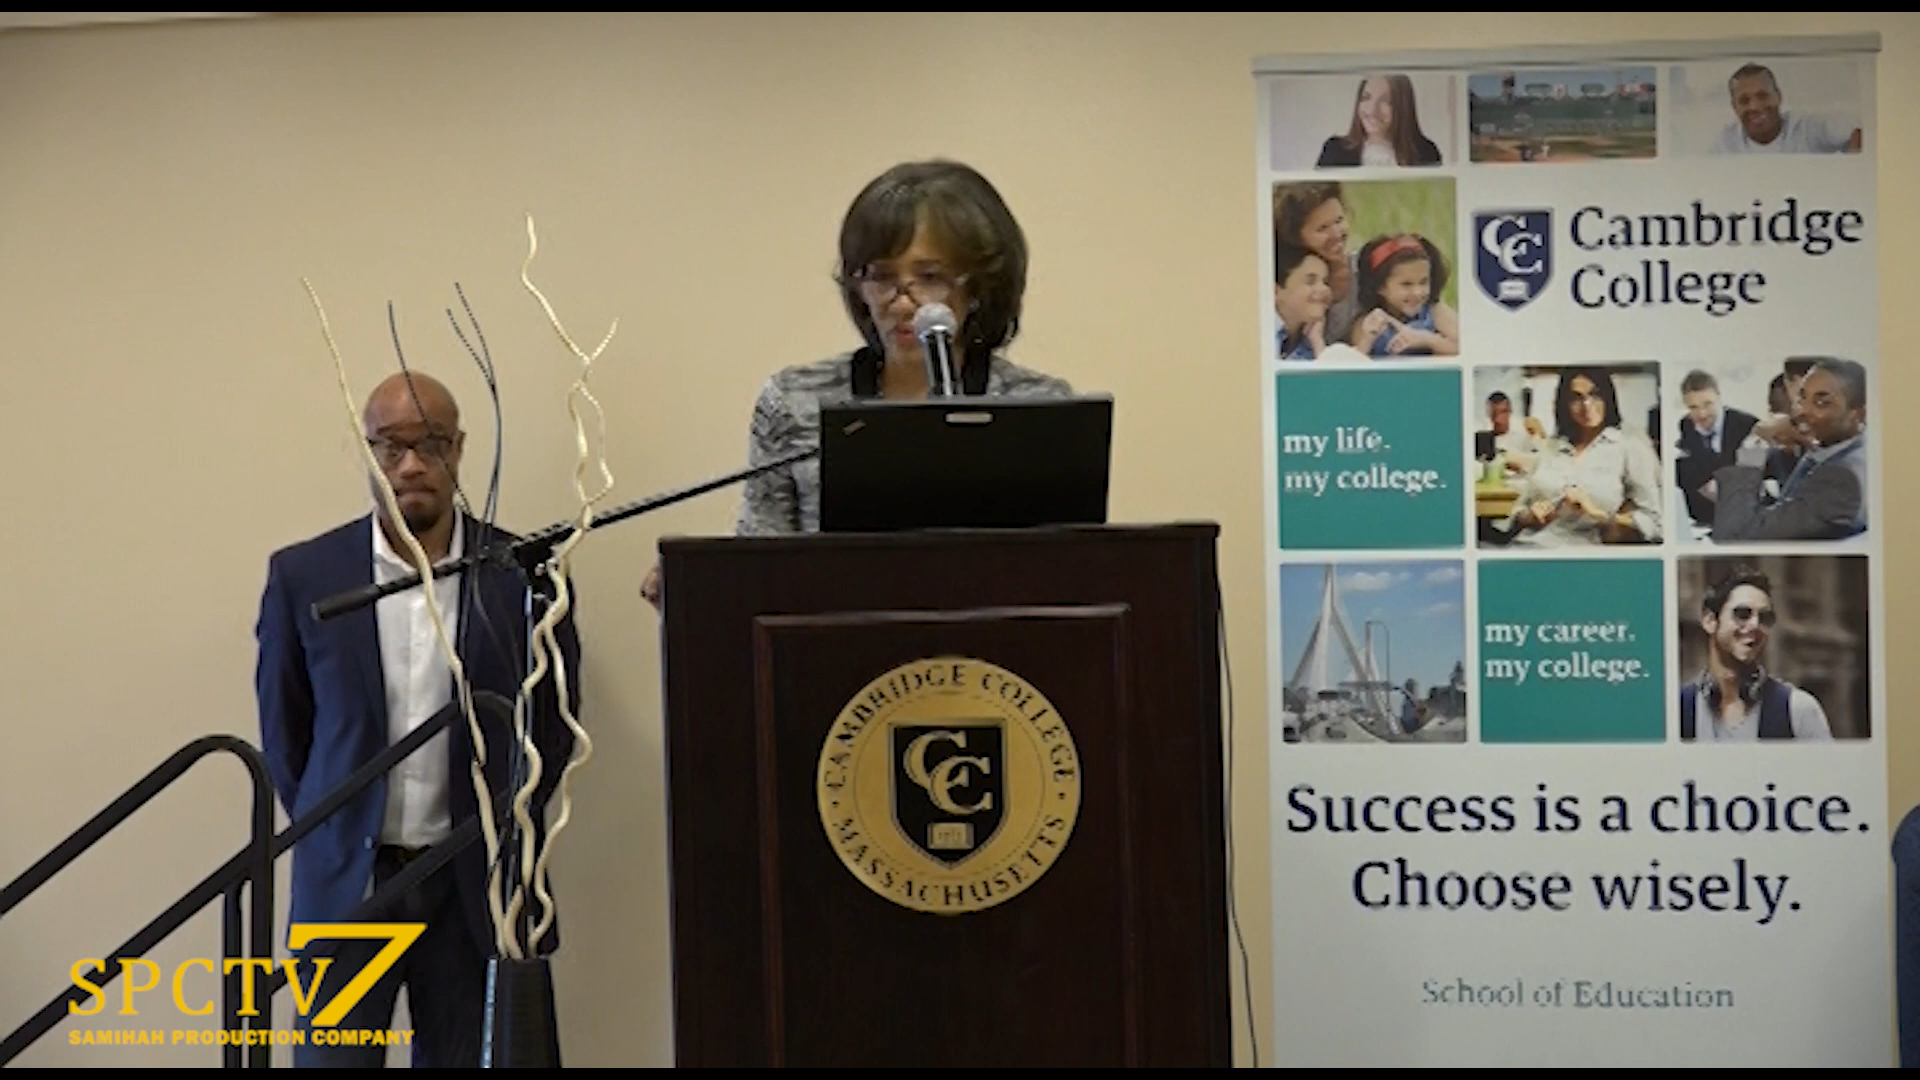 Cambridge
College
my life.
my college.
my career.
my college.
Success is a choice.
Choose wisely.
School of Education
CAMBRIDGE COLLEGE
MASSACHUSETTS
SPCTV7
SAMIHAH PRODUCTION COMPANY